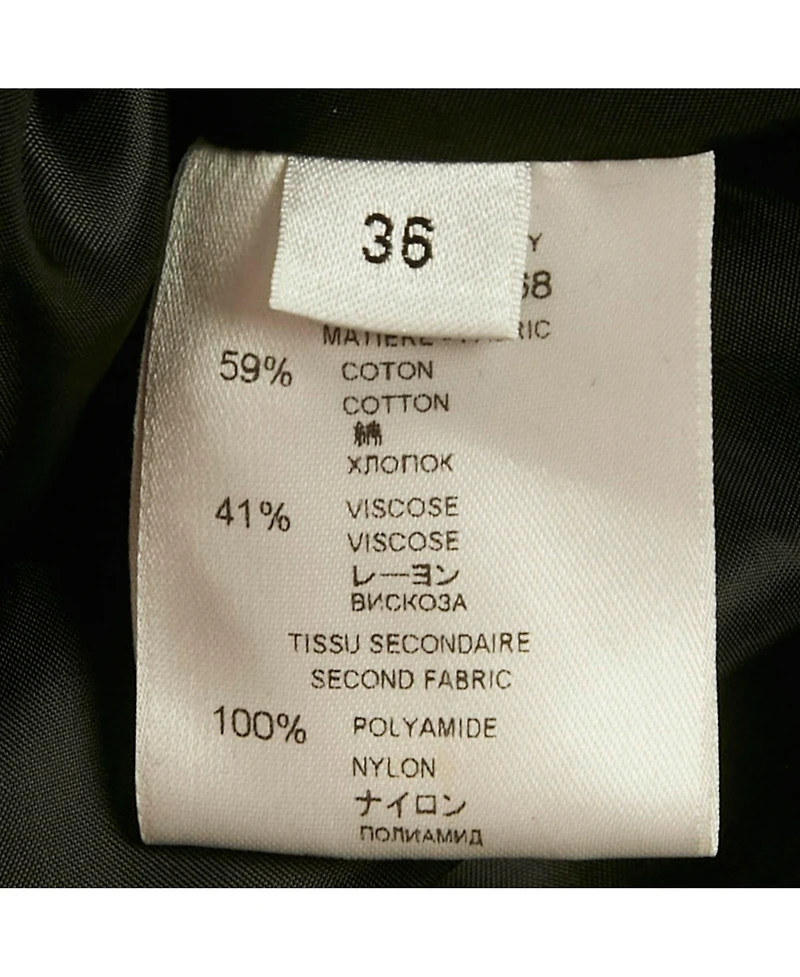 36
Y
68
MATIERE - FABRIC
59% COTON
COTTON
綿
ХЛОПОК
41% VISCOSE
VISCOSE
レーヨン
ВИСКОЗА
TISSU SECONDAIRE
SECOND FABRIC
100% POLYAMIDE
NYLON
ナイロン
ПОЛИАМИД